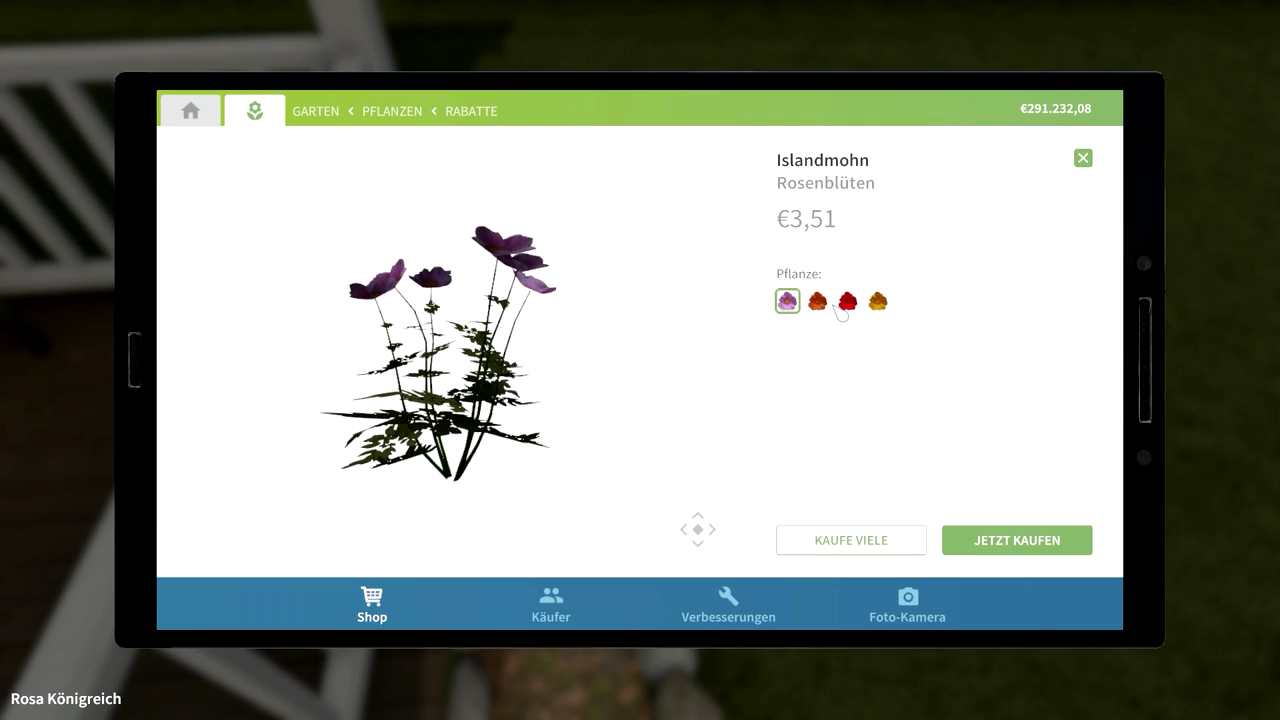 GARTEN < PFLANZEN < RABATTE
€291.232,08
Islandmohn
Rosenblüten
€3,51
Pflanze:
KAUFE VIELE
JETZT KAUFEN
Shop
Käufer
Verbesserungen
Foto-Kamera
Rosa Königreich